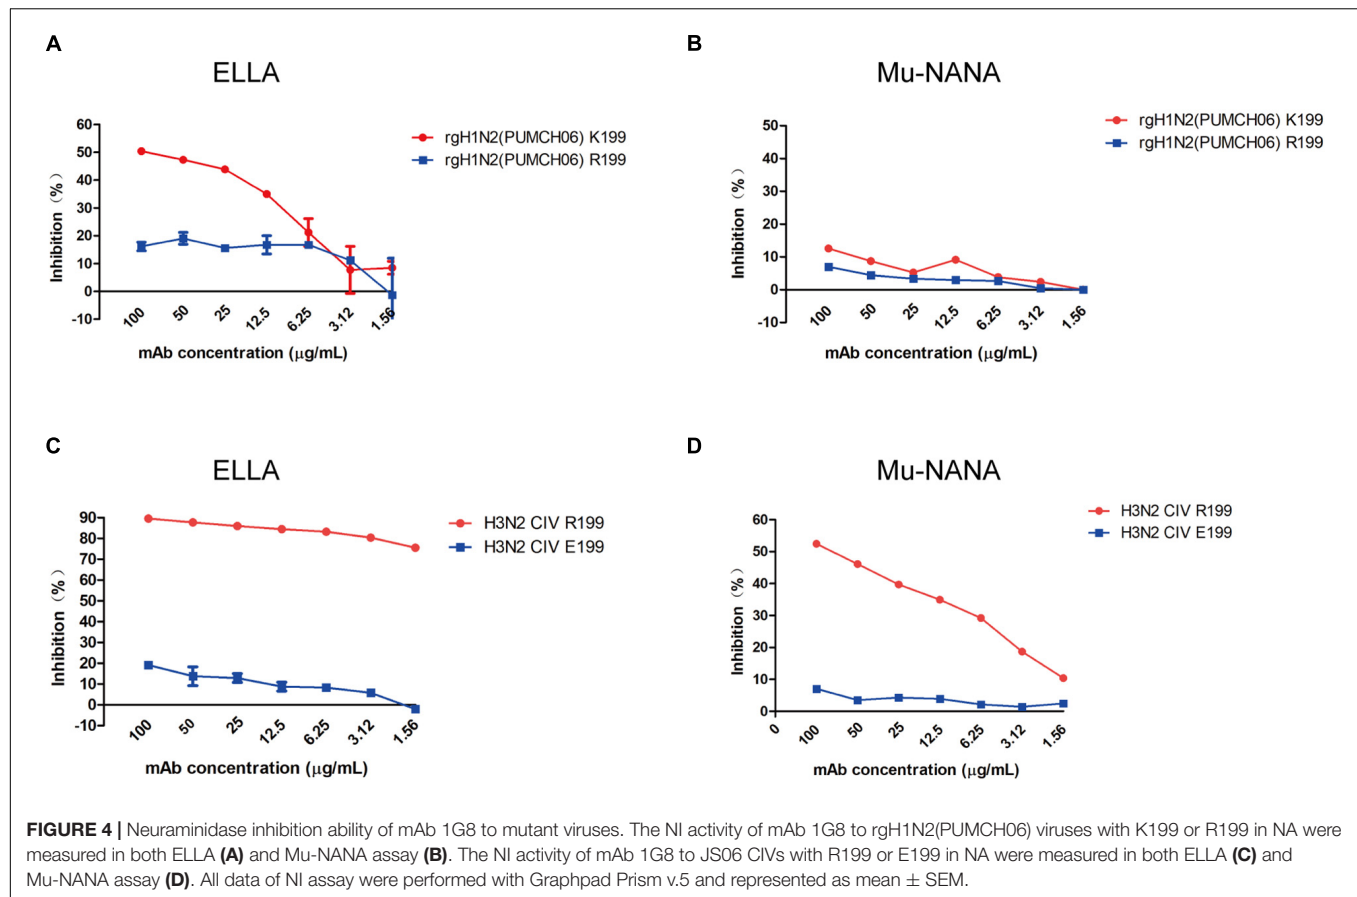 A
ELLA
60
50
40
30
20
10
0
-10
Inhibition (%)
100
50
25
12.5
6.25
3.12
1.56
mAb concentration (μg/mL)
rgH1N2(PUMCH06) K199
rgH1N2(PUMCH06) R199
B
Mu-NANA
50
40
30
20
10
0
-10
Inhibition (%)
100
50
25
12.5
6.25
3.12
1.56
mAb concentration (μg/mL)
rgH1N2(PUMCH06) K199
rgH1N2(PUMCH06) R199
C
ELLA
90
80
70
60
50
40
30
20
10
0
-10
Inhibition (%)
100
50
25
12.5
6.25
3.12
1.56
mAb concentration (μg/mL)
H3N2 CIV R199
H3N2 CIV E199
D
Mu-NANA
60
50
40
30
20
10
0
Inhibition (%)
0
100
50
25
12.5
6.25
3.12
1.56
mAb concentration (μg/mL)
H3N2 CIV R199
H3N2 CIV E199
FIGURE 4 | Neuraminidase inhibition ability of mAb 1G8 to mutant viruses. The NI activity of mAb 1G8 to rgH1N2(PUMCH06) viruses with K199 or R199 in NA were
measured in both ELLA (A) and Mu-NANA assay (B). The NI activity of mAb 1G8 to JS06 CIVs with R199 or E199 in NA were measured in both ELLA (C) and
Mu-NANA assay (D). All data of NI assay were performed with Graphpad Prism v.5 and represented as mean ± SEM.